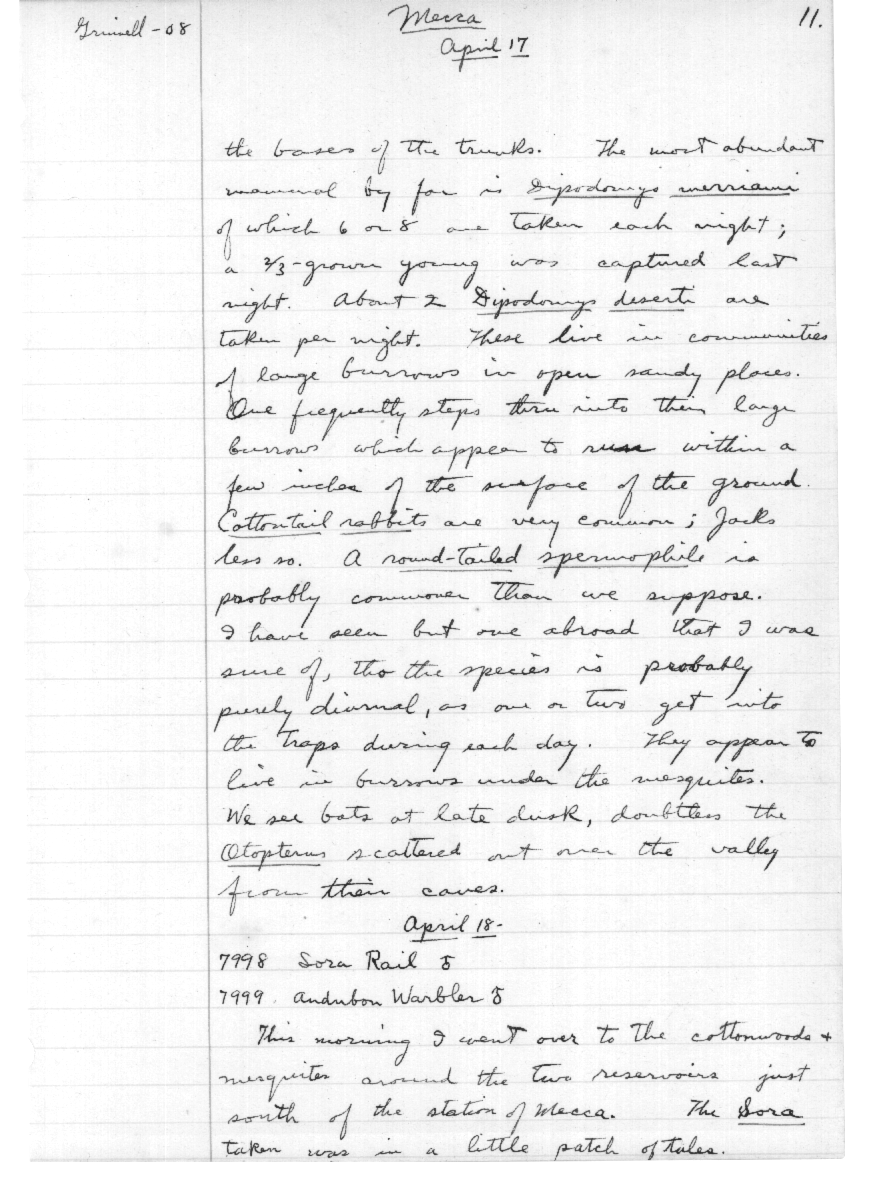 Grinnell - 08
Mecca
11.
April 17
the bases of the trunks. The most abundant
mammal by far is Dipodomys merriami
of which 6 or 8 are taken each night;
a 2/3-grown young was captured last
night. About 2 Dipodomys deserti are
taken per night. These live in communities
of large burrows in open sandy places.
One frequently steps thru into their large
burrows which appear to run within a
few inches of the surface of the ground.
Cottontail rabbits are very common; Jacks
less so. A round-tailed spermophile is
probably commoner than we suppose.
I have seen but one abroad that I was
sure of, tho the species is probably
purely diurnal, as one or two get into
the traps during each day. They appear to
live in burrows under the mesquites.
We see bats at late dusk, doubtless the
Otopterus scattered out over the valley
from their caves.
April 18-
7998 Sora Rail
7999. Audubon Warbler
This morning I went over to the cottonwoods +
mesquites around the two reservoirs just
south of the station of Mecca. The Sora
taken was in a little patch of tules.